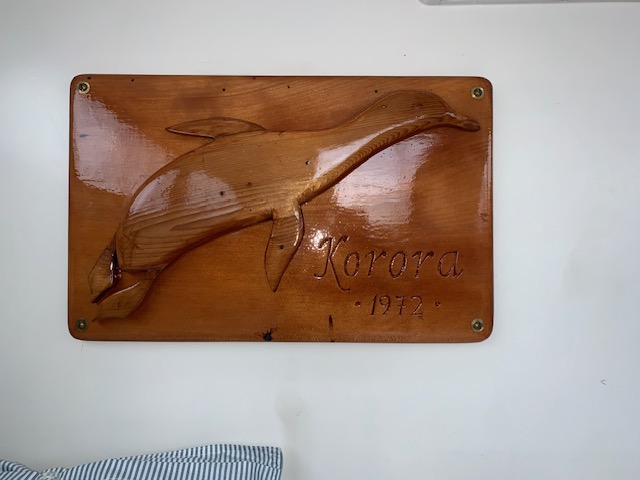 Korora
• 1972 •